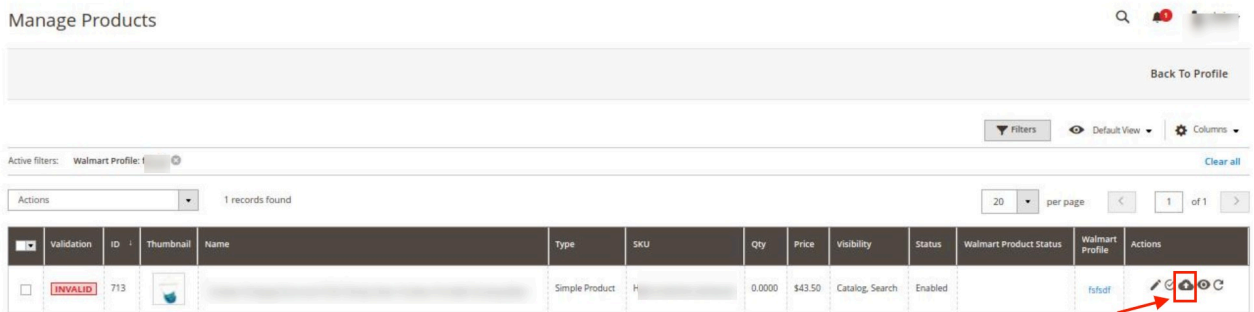 Manage Products
1
Back To Profile
Filters Default View Columns
Active filters: Walmart Profile: f
Clear all
Actions 1 records found 20 per page 1 of 1
Validation ID Thumbnail Name Type SKU Qty Price Visibility Status Walmart Product Status Walmart Profile Actions
INVALID 713 Simple Product H 0.0000 $43.50 Catalog, Search Enabled fsfsdf